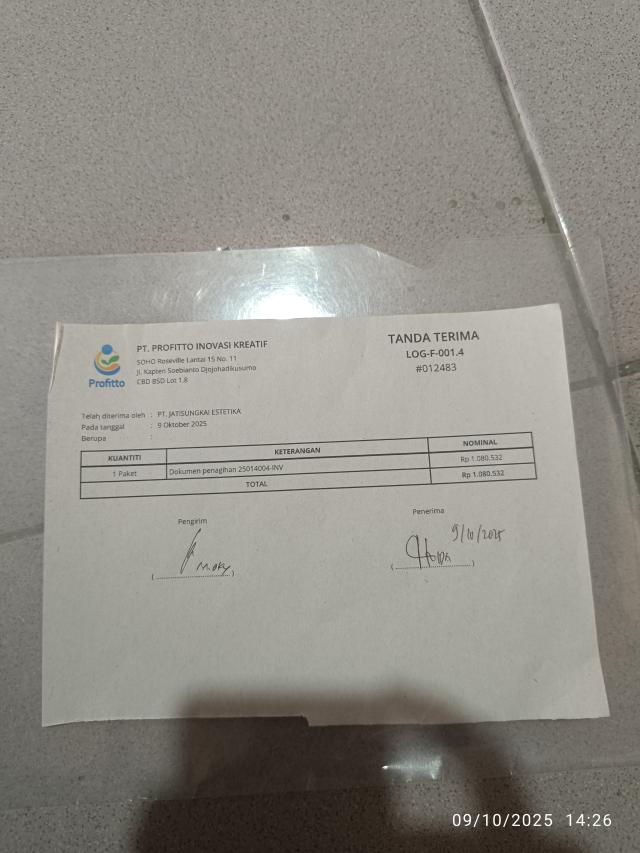 PT. PROFITTO INOVASI KREATIF
SOHO Roseville Lantai 15 No. 11
Jl. Kapten Soebianto Djojohadikusumo
CBD BSD Lot 1.8
Profitto
TANDA TERIMA
LOG-F-001.4
#012483
Telah diterima oleh : PT. JATISUNGKAI ESTETIKA
Pada tanggal : 9 Oktober 2025
Berupa :
KUANTITI KETERANGAN NOMINAL
1 Paket Dokumen penagihan 25014004-INV Rp 1.080.532
TOTAL Rp 1.080.532
Pengirim
Penerima
9/10/2025
M.oky
(........................)
(........................)
09/10/2025 14:26